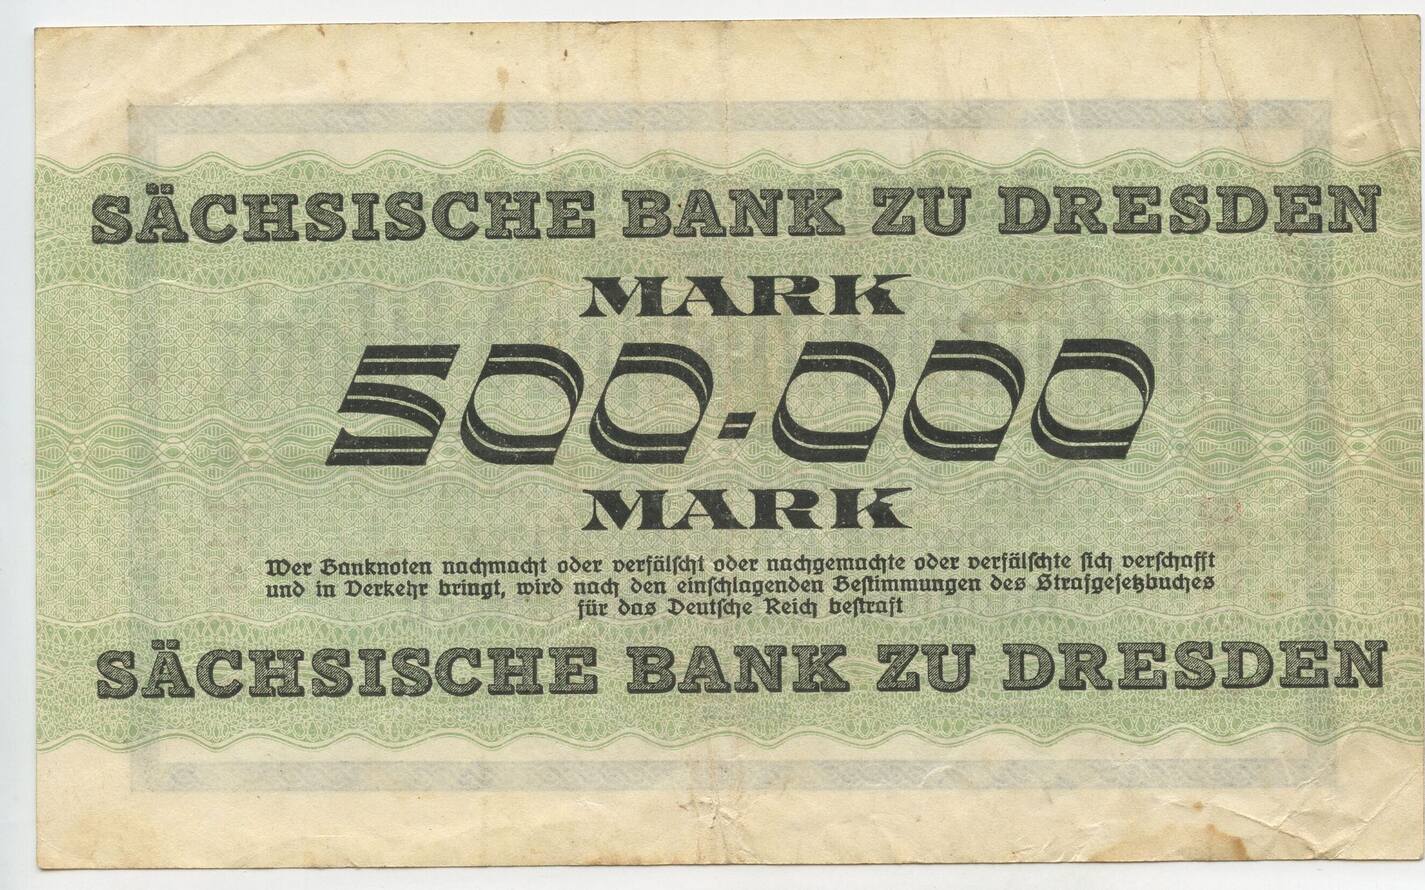 SÄCHSISCHE BANK ZU DRESDEN
MARK
500.000
MARK
Wer Banknoten nachmacht oder verfälscht oder nachgemachte oder verfälschte sich verschafft
und in Verkehr bringt, wird nach den einschlagenden Bestimmungen des Strafgesetzbuches
für das Deutsche Reich bestraft
SÄCHSISCHE BANK ZU DRESDEN